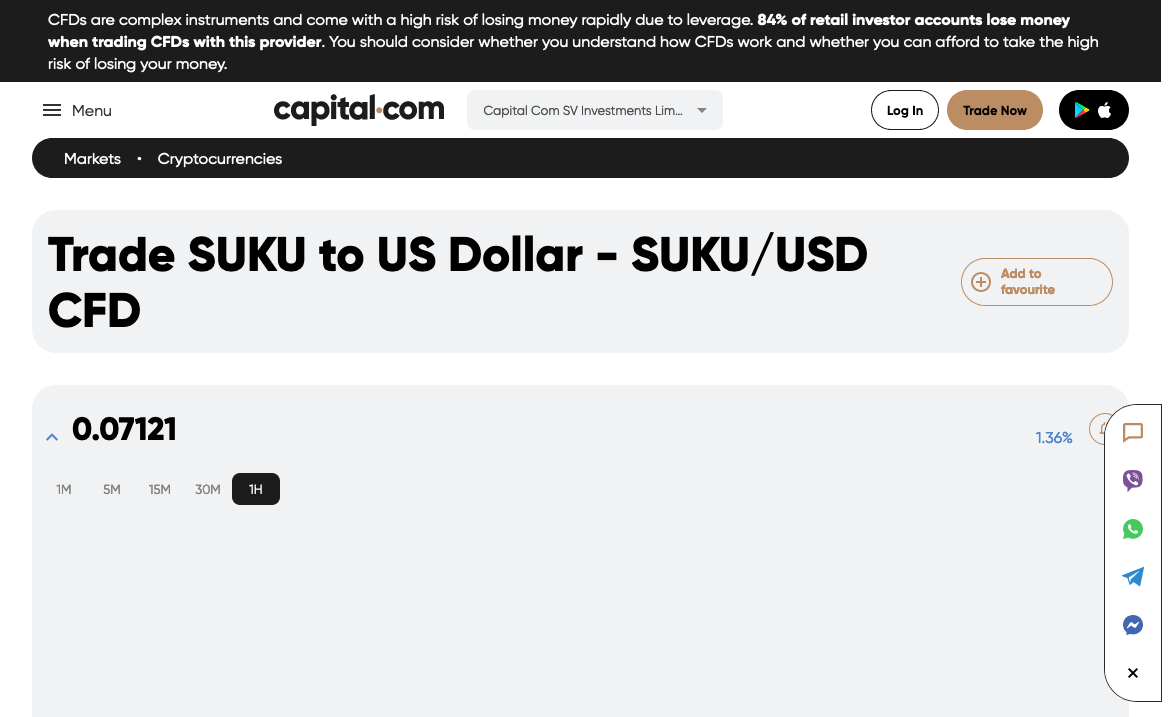 CFDs are complex instruments and come with a high risk of losing money rapidly due to leverage. 84% of retail investor accounts lose money
when trading CFDs with this provider. You should consider whether you understand how CFDs work and whether you can afford to take the high
risk of losing your money.
Menu
capital.com
Capital Com SV Investments Lim...
Log In
Trade Now
Markets • Cryptocurrencies
Trade SUKU to US Dollar - SUKU/USD
CFD
Add to
favourite
0.07121
1.36%
1M 5M 15M 30M 1H